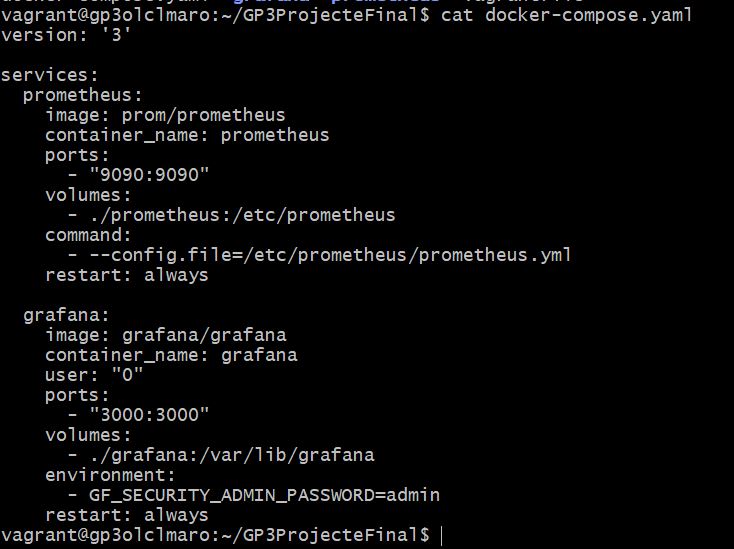 vagrant@gp3olclmaro:~/GP3ProjecteFinal$ cat docker-compose.yaml
version: '3'

services:
  prometheus:
    image: prom/prometheus
    container_name: prometheus
    ports:
      - "9090:9090"
    volumes:
      - ./prometheus:/etc/prometheus
    command:
      - --config.file=/etc/prometheus/prometheus.yml
    restart: always

  grafana:
    image: grafana/grafana
    container_name: grafana
    user: "0"
    ports:
      - "3000:3000"
    volumes:
      - ./grafana:/var/lib/grafana
    environment:
      - GF_SECURITY_ADMIN_PASSWORD=admin
    restart: always
vagrant@gp3olclmaro:~/GP3ProjecteFinal$